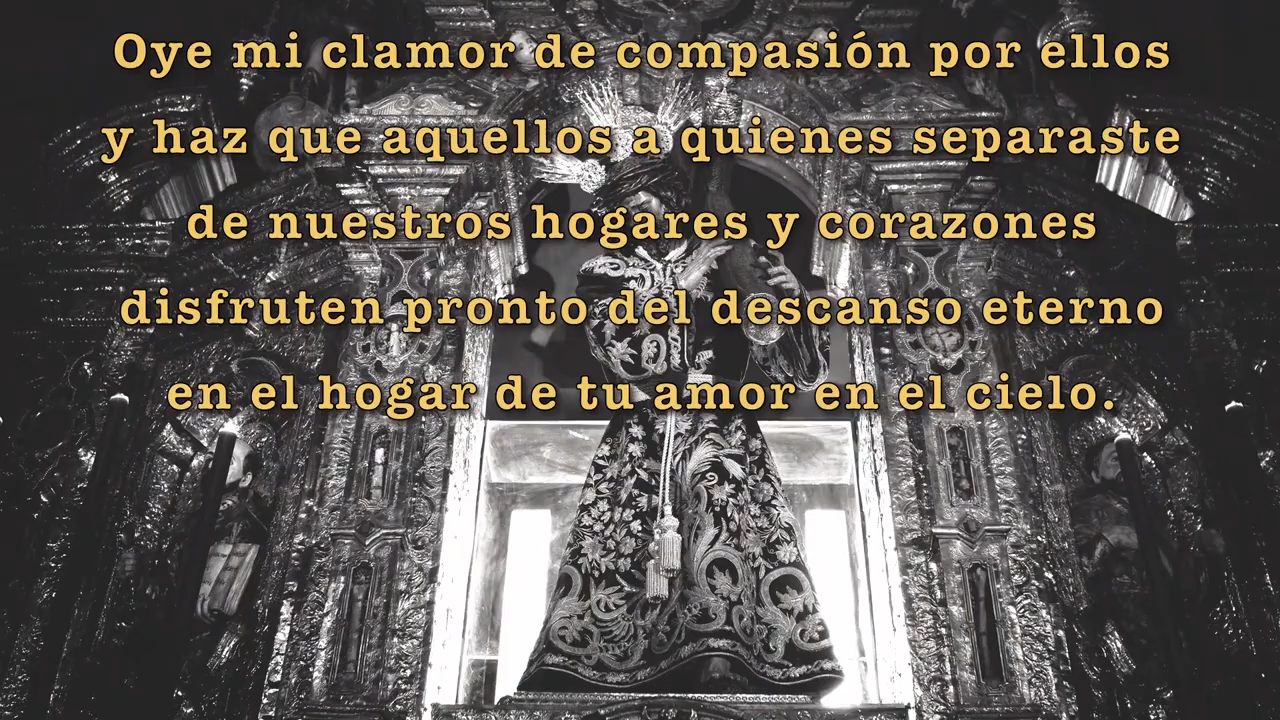 Oye mi clamor de compasión por ellos
y haz que aquellos a quienes separaste
de nuestros hogares y corazones
disfruten pronto del descanso eterno
en el hogar de tu amor en el cielo.